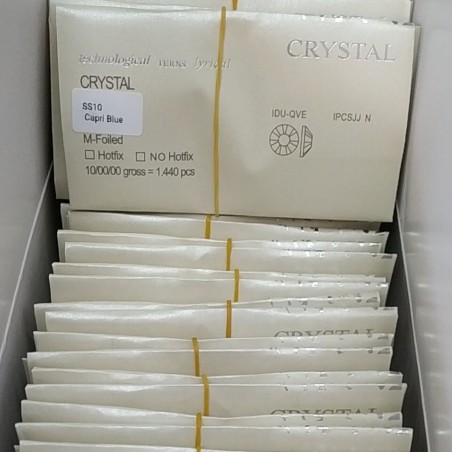 technological lyrical
CRYSTAL
CRYSTAL
SS10
Capri Blue
IDU-QVE IPCSJJ N
M-Foiled
Hotfix NO Hotfix
10/00/00 gross = 1.440 pcs
CRYSTAL
CRYSTAL